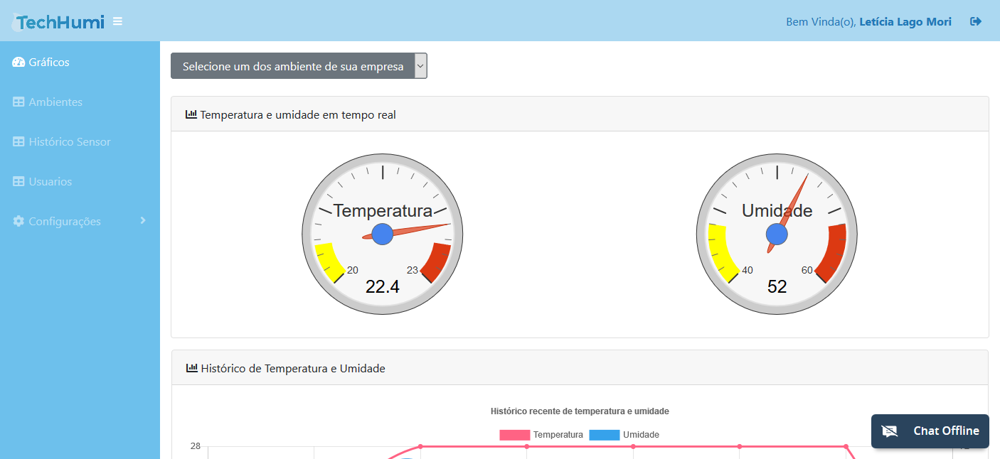 TechHumi
Bem Vinda(o), Letícia Lago Mori
Gráficos
Ambientes
Histórico Sensor
Usuarios
Configurações
Selecione um dos ambiente de sua empresa
Temperatura e umidade em tempo real
Temperatura
20
23
22.4
Umidade
40
60
52
Histórico de Temperatura e Umidade
Histórico recente de temperatura e umidade
Temperatura
Umidade
28
Chat Offline